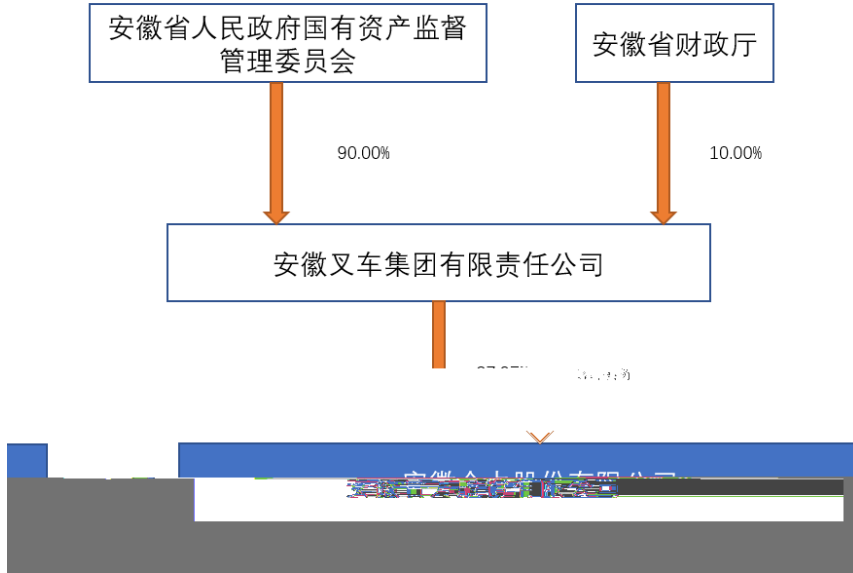 安徽省人民政府国有资产监督
管理委员会
安徽省财政厅
90.00%
10.00%
安徽叉车集团有限责任公司